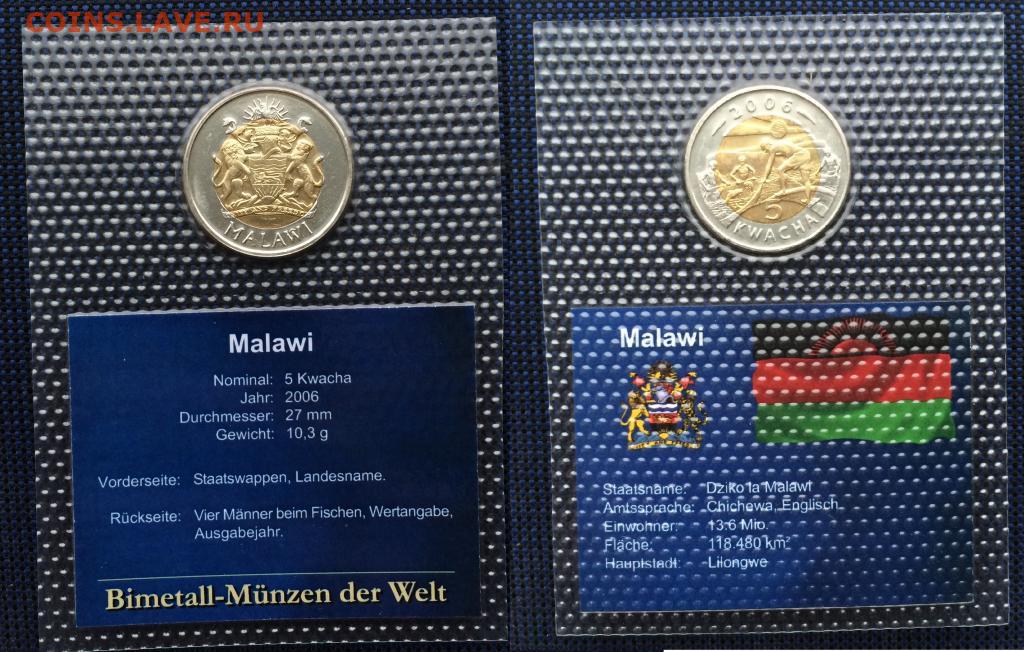 COINS.LAVE.RU
MALAWI
Malawi
Nominal: 5 Kwacha
Jahr: 2006
Durchmesser: 27 mm
Gewicht: 10,3 g
Vorderseite: Staatswappen, Landesname.
Rückseite: Vier Männer beim Fischen, Wertangabe,
Ausgabejahr.
Bimetall-Münzen der Welt
2006
5
KWACHA
Malawi
Staatsname: Dziko la Malawi
Amtssprache: Chichewa, Englisch
Einwohner: 13.6 Mio.
Fläche: 118.480 km²
Hauptstadt: Lilongwe